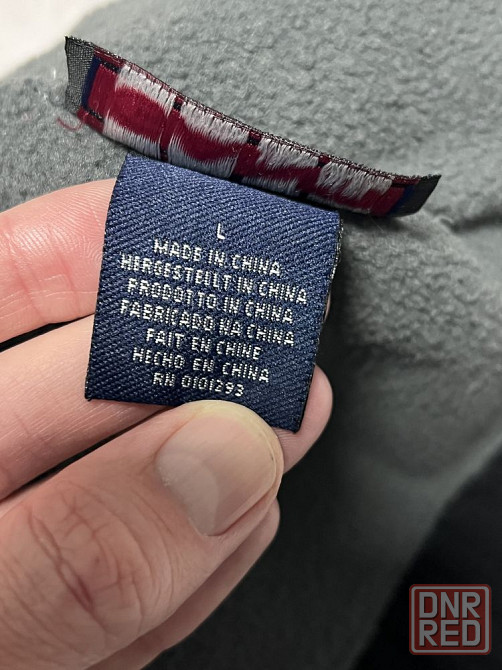 L
MADE IN CHINA
HERGESTELLT IN CHINA
PRODOTTO IN CHINA
FABRICADO NA CHINA
FAIT EN CHINE
HECHO EN CHINA
RN 0101293
DNR
RED